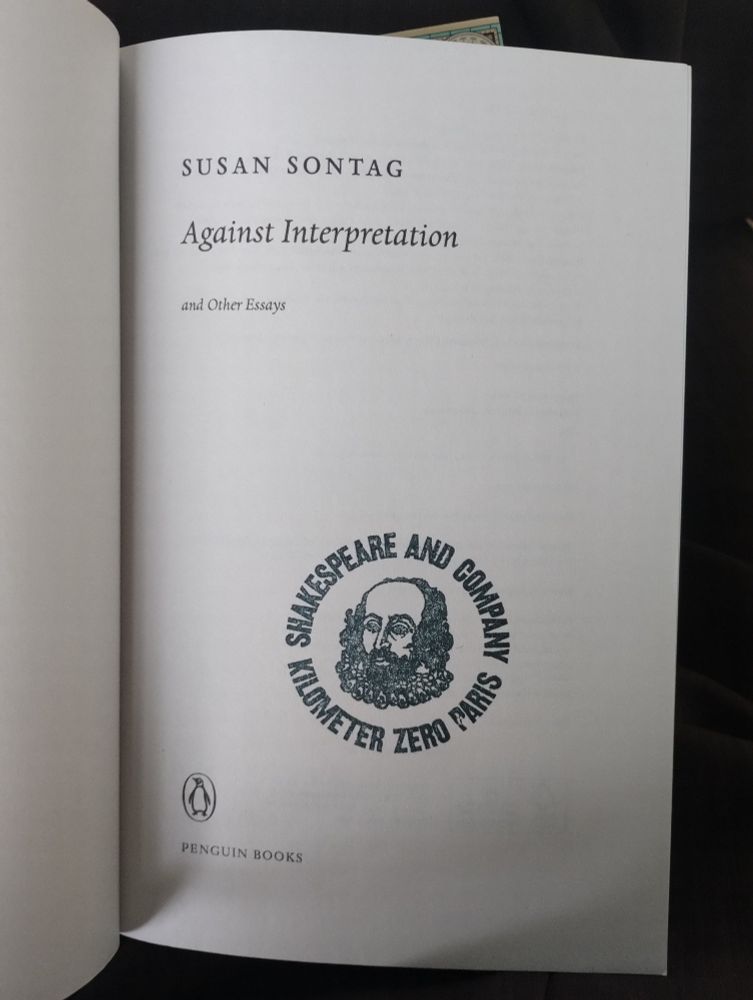 SUSAN SONTAG
Against Interpretation
and Other Essays
SHAKESPEARE AND COMPANY
KILOMETER ZERO PARIS
PENGUIN BOOKS